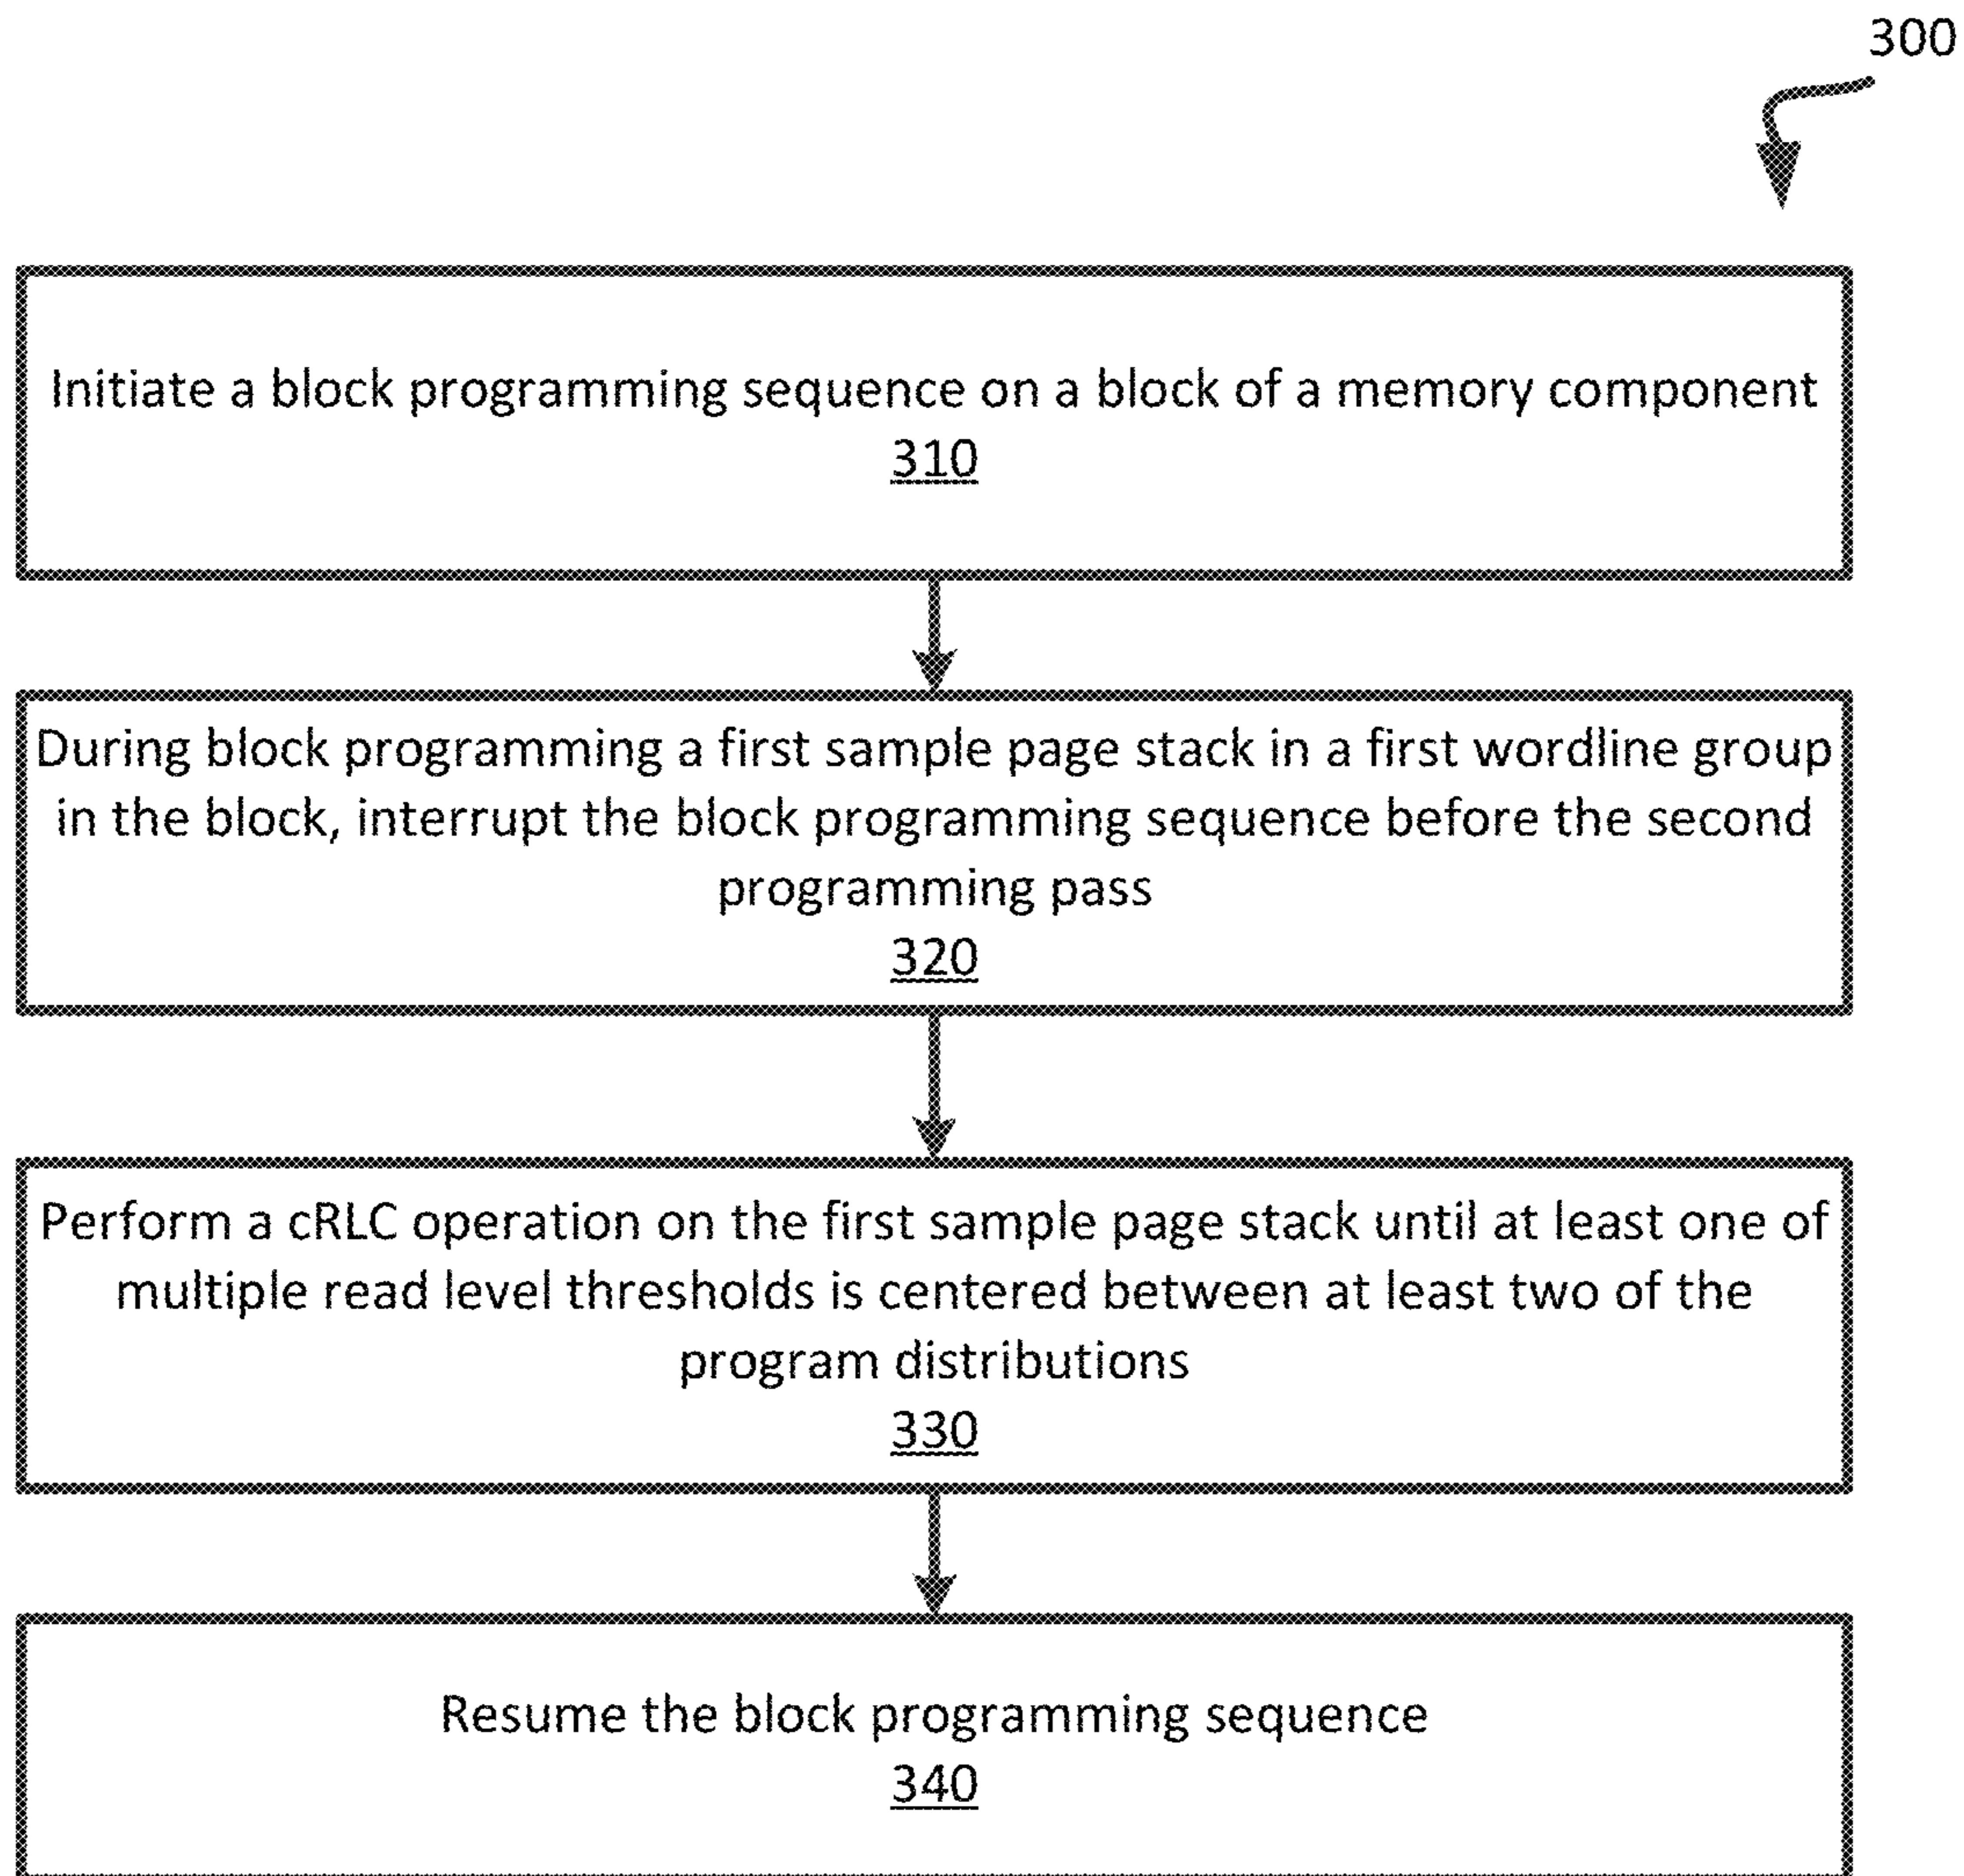 300
Initiate a block programming sequence on a block of a memory component
310
During block programming a first sample page stack in a first wordline group
in the block, interrupt the block programming sequence before the second
programming pass
320
Perform a cRLC operation on the first sample page stack until at least one of
multiple read level thresholds is centered between at least two of the
program distributions
330
Resume the block programming sequence
340